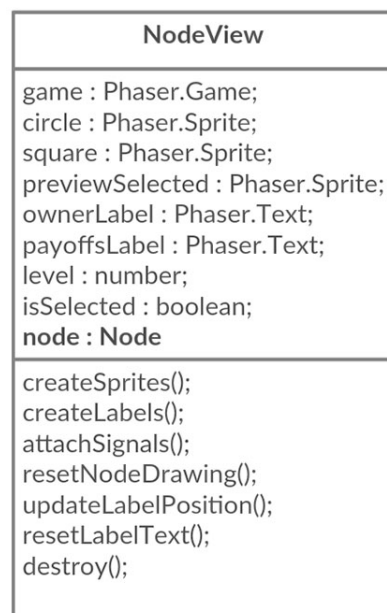 NodeView
game : Phaser.Game;
circle : Phaser.Sprite;
square : Phaser.Sprite;
previewSelected : Phaser.Sprite;
ownerLabel : Phaser.Text;
payoffsLabel : Phaser.Text;
level : number;
isSelected : boolean;
node : Node
createSprites();
createLabels();
attachSignals();
resetNodeDrawing();
updateLabelPosition();
resetLabelText();
destroy();